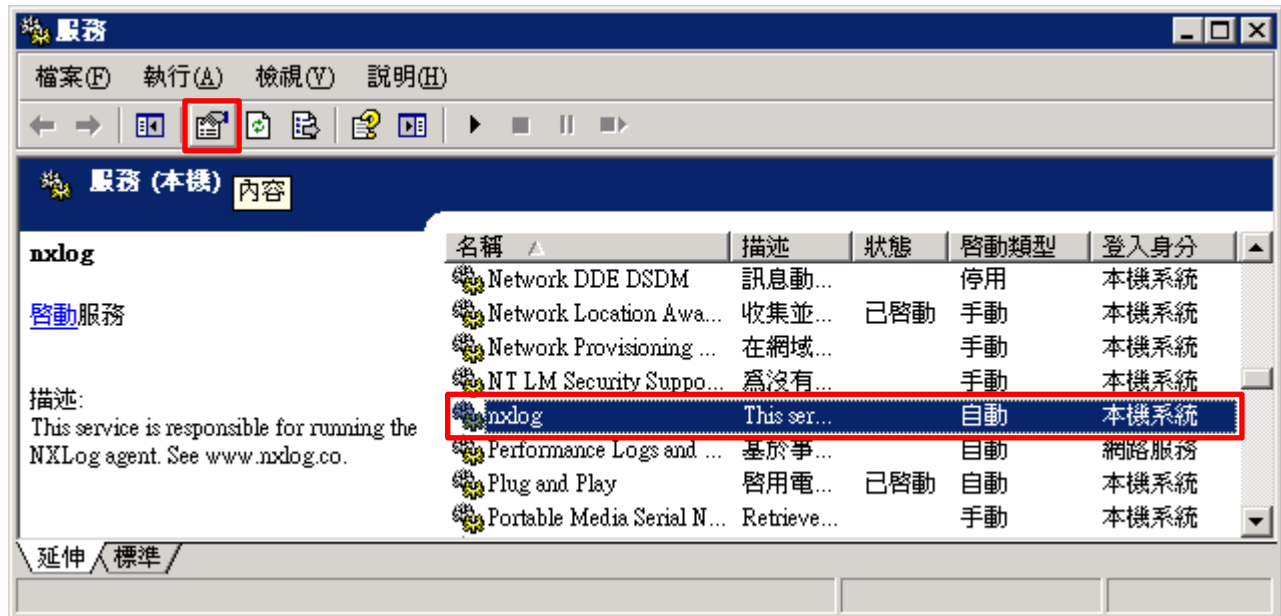 服務
檔案(F) 執行(A) 檢視(V) 說明(H)
服務 (本機)
內容
nxlog
啓動服務
描述:
This service is responsible for running the
NXLog agent. See www.nxlog.co.
名稱 描述 狀態 啓動類型 登入身分
Network DDE DSDM 訊息動... 停用 本機系統
Network Location Awa... 收集並... 已啓動 手動 本機系統
Network Provisioning ... 在網域... 手動 本機系統
NT LM Security Suppo... 爲沒有... 手動 本機系統
nxlog This ser... 自動 本機系統
Performance Logs and ... 基於事... 自動 網路服務
Plug and Play 啓用電... 已啓動 自動 本機系統
Portable Media Serial N... Retrieve... 手動 本機系統
延伸 標準